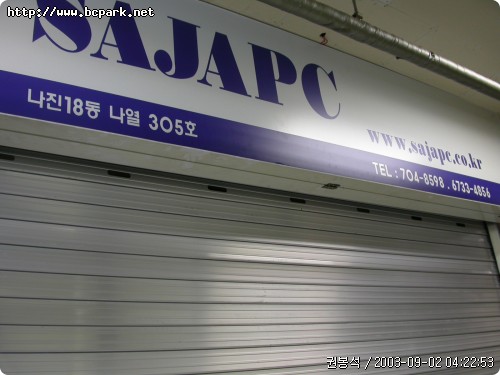 http://www.bcpark.net
SAJAPC
나진18동 나열 305호
www.sajapc.co.kr
TEL : 704-8598 . 6733-4856
권봉석 / 2003-09-02 04:22:53